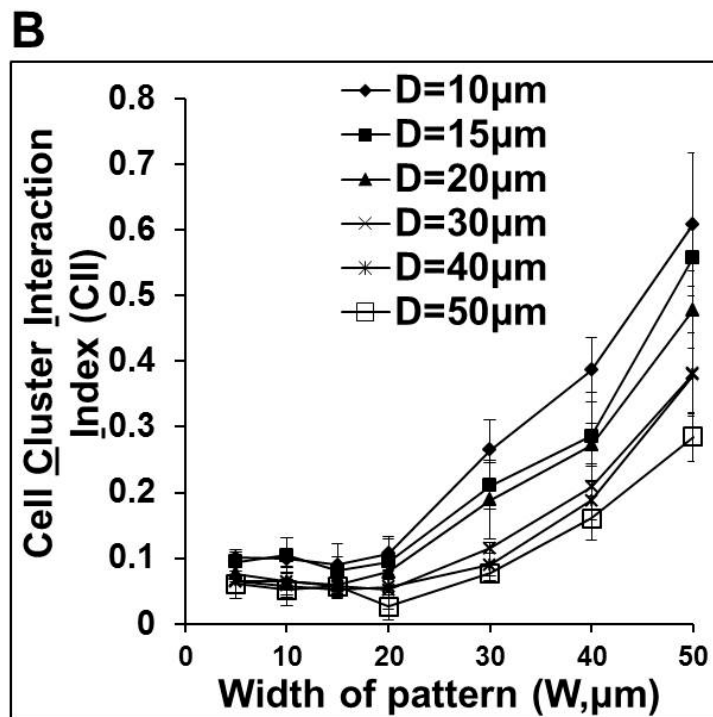 B
0.8
0.7
0.6
0.5
0.4
0.3
0.2
0.1
0
Cell Cluster Interaction
Index (CII)
D=10µm
D=15µm
D=20µm
D=30µm
D=40µm
D=50µm
0 10 20 30 40 50
Width of pattern (W,µm)